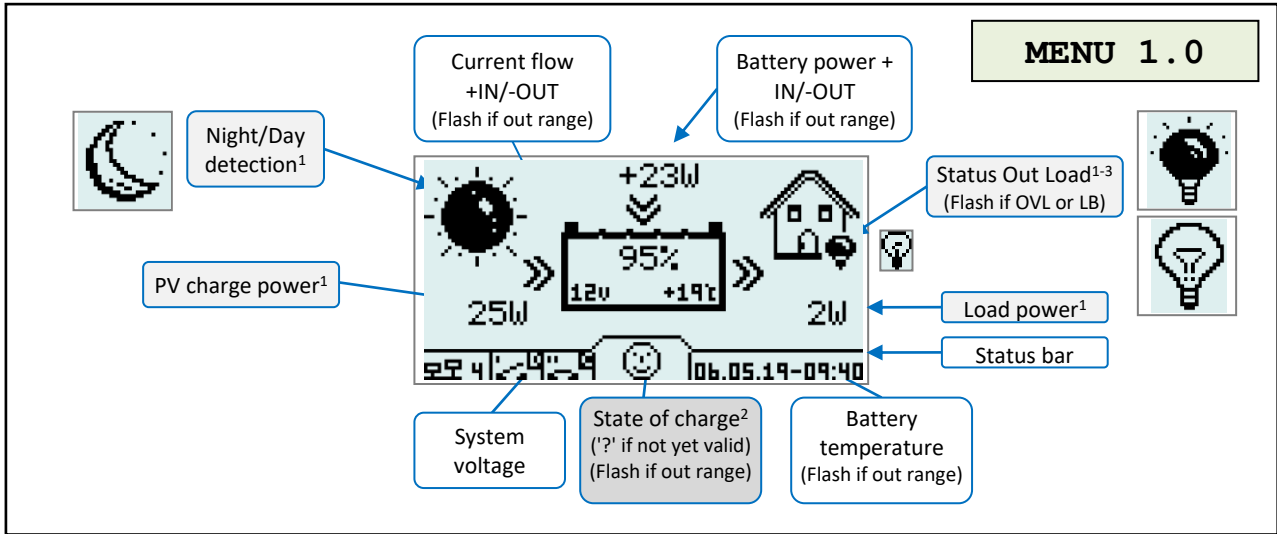 MENU 1.0
Current flow
+IN/-OUT
(Flash if out range)
Battery power +
IN/-OUT
(Flash if out range)
Night/Day
detection¹
Status Out Load¹⁻³
(Flash if OVL or LB)
+23W
95%
12v +19℃
25W
2W
PV charge power¹
Load power¹
Status bar
4
06.05.19-09:40
System
voltage
State of charge²
('?' if not yet valid)
(Flash if out range)
Battery
temperature
(Flash if out range)